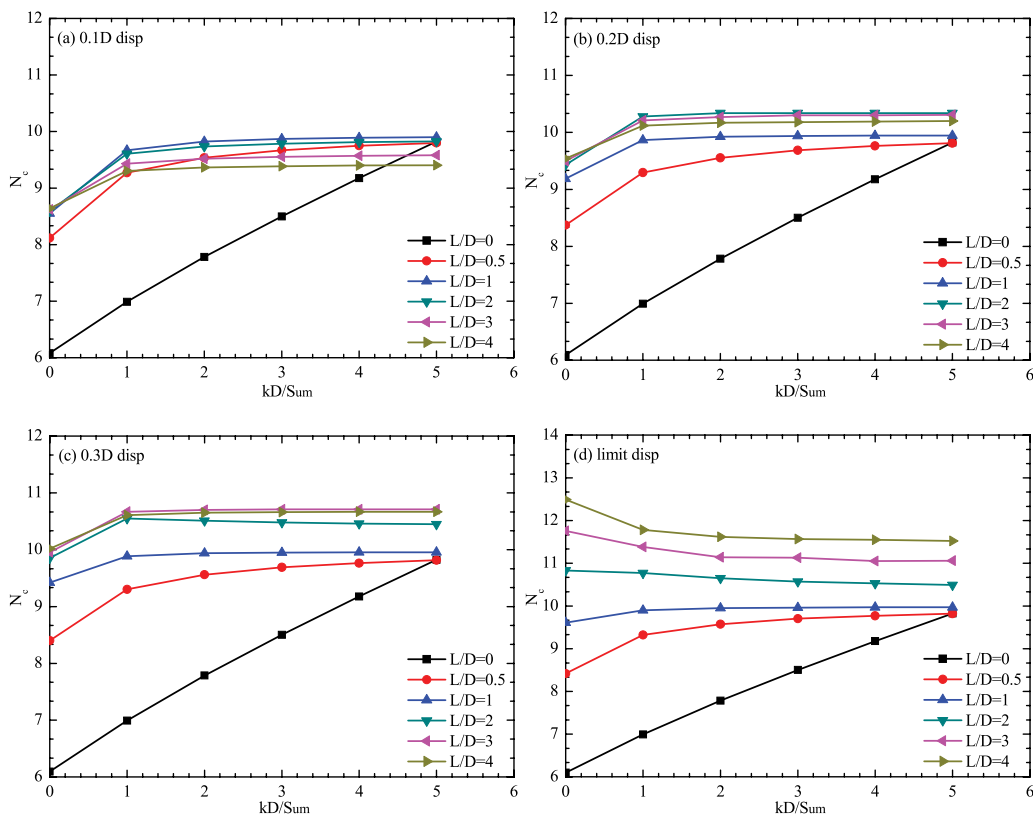 (a) 0.1D disp
12
11
10
9
8
7
6
N_c
0 1 2 3 4 5 6
kD/Sum
L/D=0
L/D=0.5
L/D=1
L/D=2
L/D=3
L/D=4
(b) 0.2D disp
12
11
10
9
8
7
6
N_c
0 1 2 3 4 5 6
kD/Sum
L/D=0
L/D=0.5
L/D=1
L/D=2
L/D=3
L/D=4
(c) 0.3D disp
12
11
10
9
8
7
6
N_c
0 1 2 3 4 5 6
kD/Sum
L/D=0
L/D=0.5
L/D=1
L/D=2
L/D=3
L/D=4
(d) limit disp
14
13
12
11
10
9
8
7
6
N_c
0 1 2 3 4 5 6
kD/Sum
L/D=0
L/D=0.5
L/D=1
L/D=2
L/D=3
L/D=4